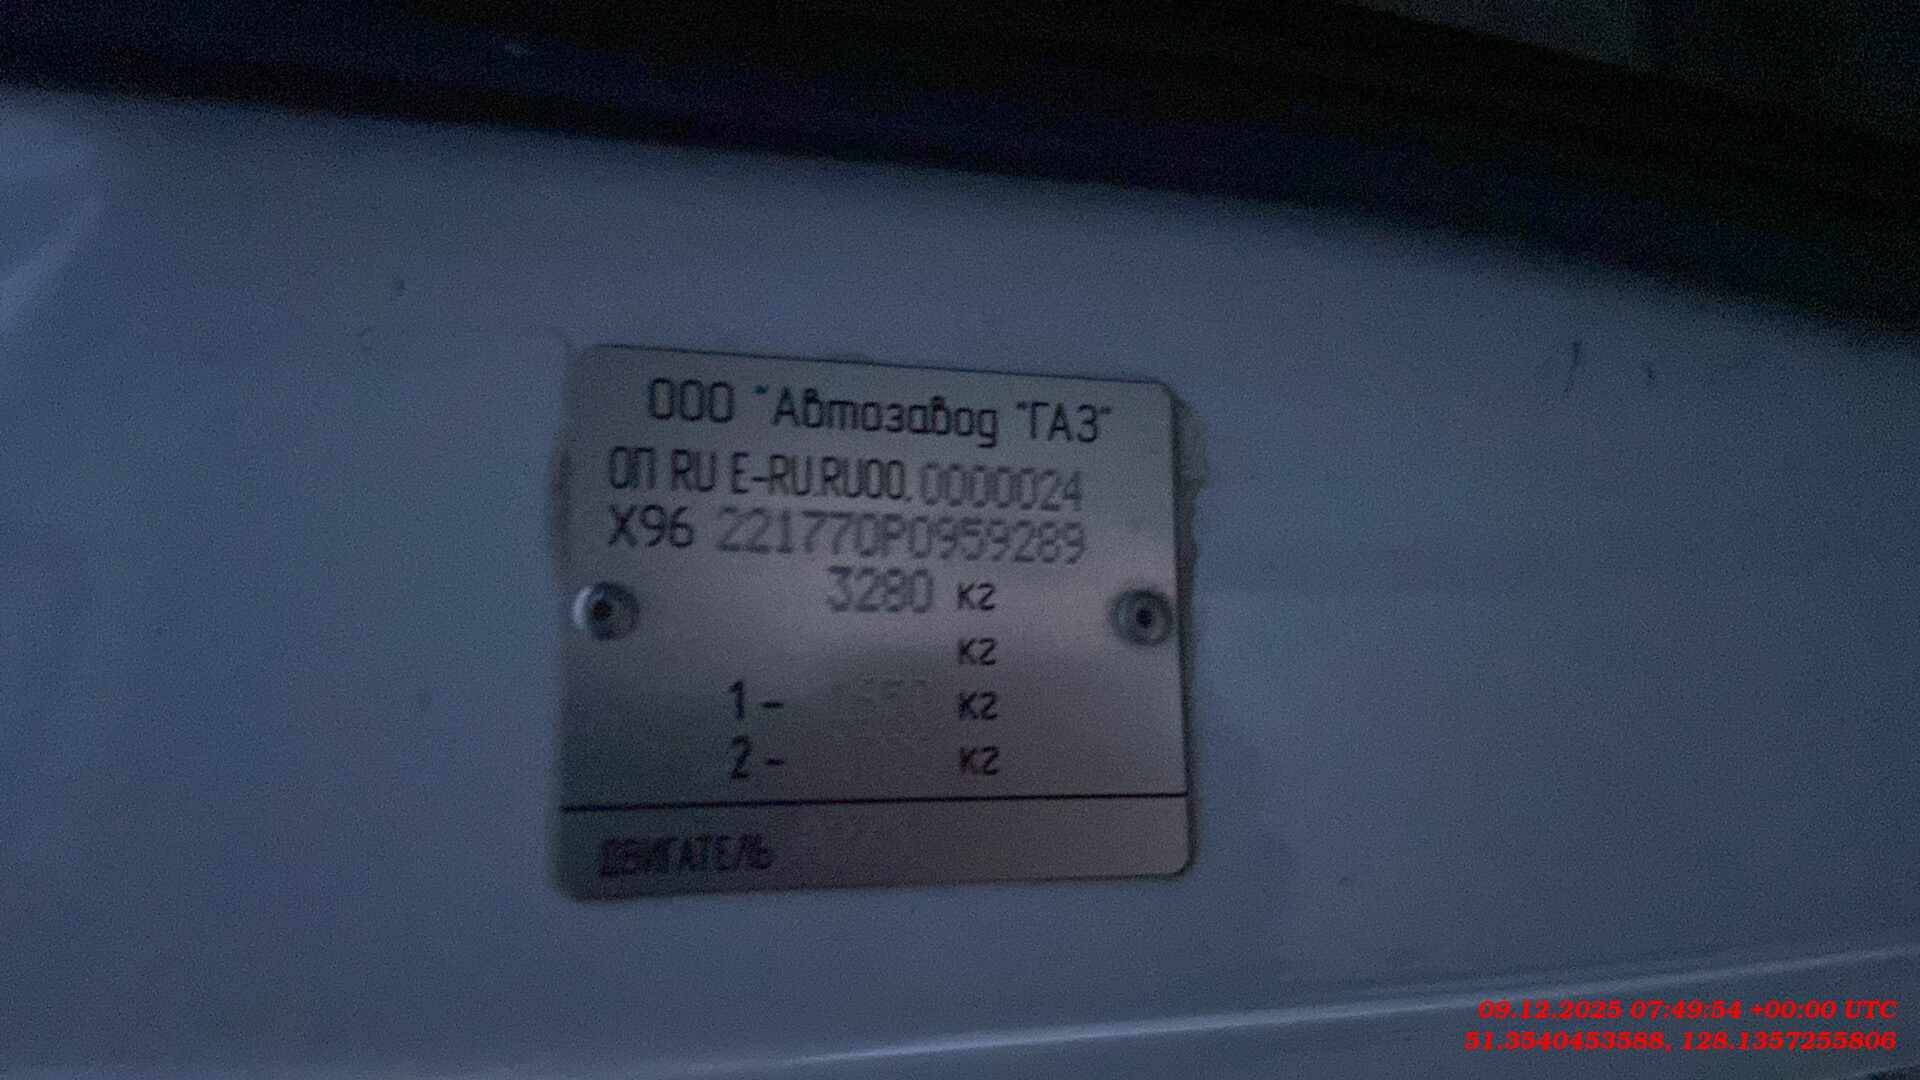 ООО "Автозавод "ГАЗ"
ОП RU E-RU.RU00.0000024
X96 221770P0959289
3280 кг
кг
1 - кг
2 - кг
ДВИГАТЕЛЬ
09.12.2025 07:49:54 +00:00 UTC
51.3540453588, 128.1357255806